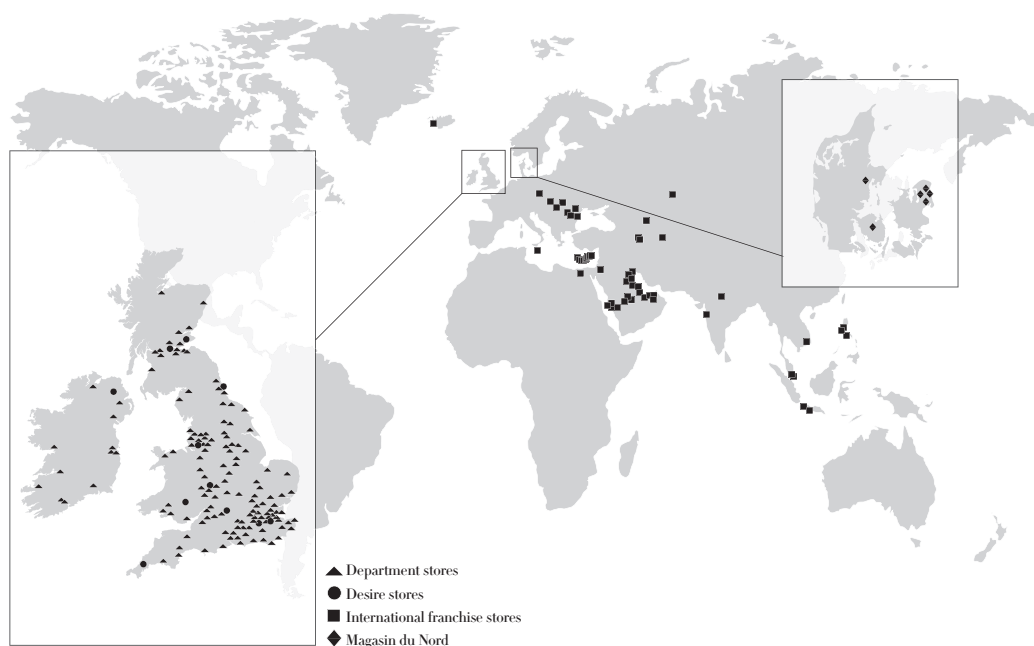 Department stores
Desire stores
International franchise stores
Magasin du Nord